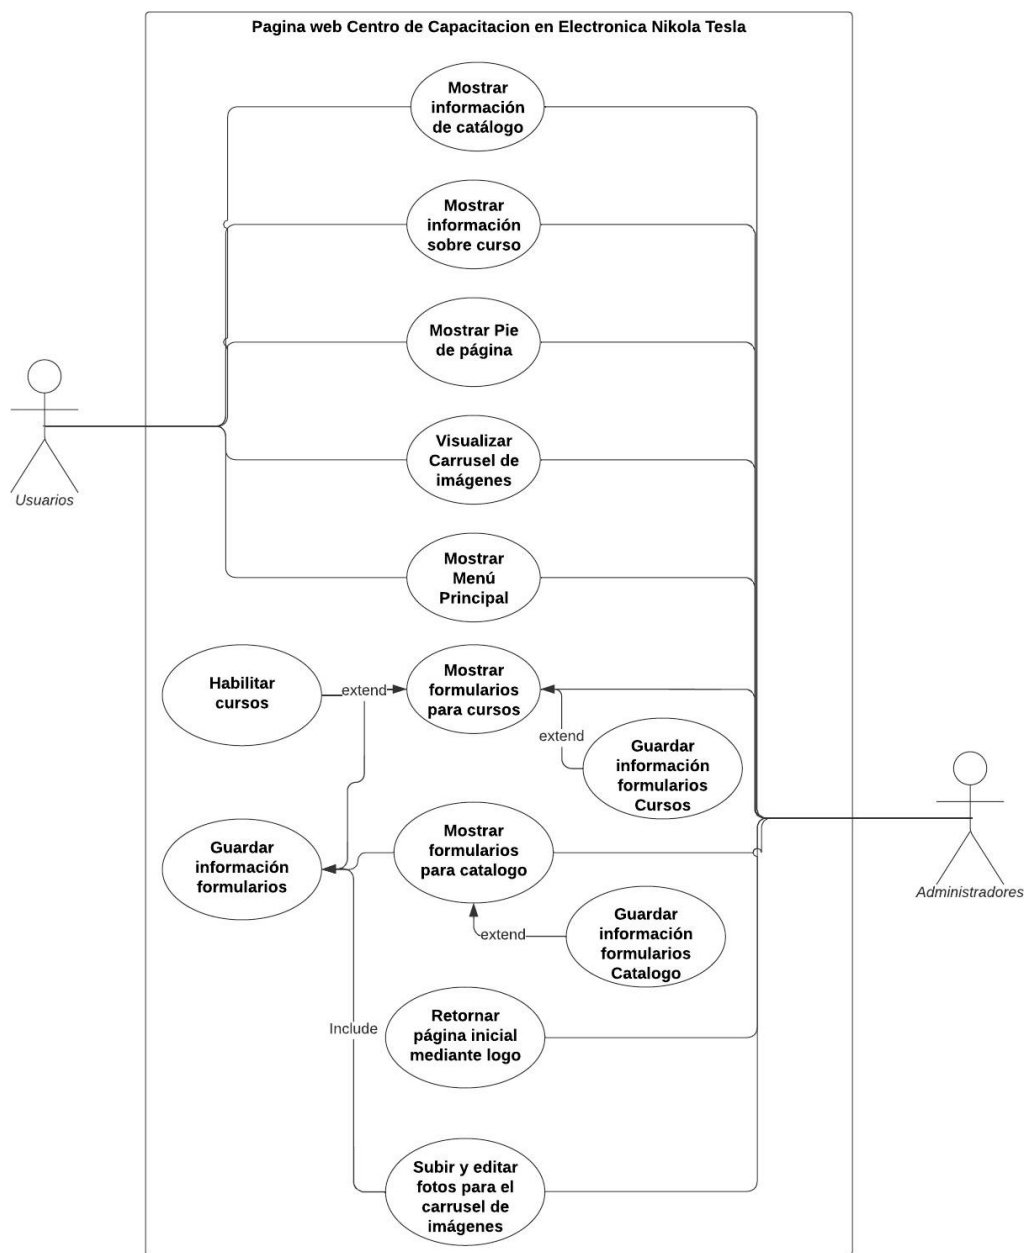 Pagina web Centro de Capacitacion en Electronica Nikola Tesla
Mostrar
información
de catálogo
Mostrar
información
sobre curso
Mostrar Pie
de página
Usuarios
Visualizar
Carrusel de
imágenes
Mostrar
Menú
Principal
Habilitar
cursos
extend
Mostrar
formularios
para cursos
extend
Guardar
información
formularios
Cursos
Administradores
Guardar
información
formularios
Mostrar
formularios
para catalogo
extend
Guardar
información
formularios
Catalogo
Include
Retornar
página inicial
mediante logo
Subir y editar
fotos para el
carrusel de
imágenes